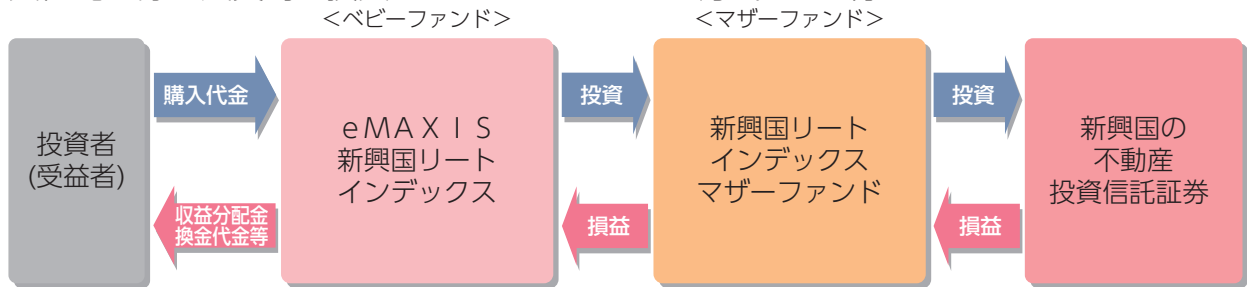 <ベビーファンド>
<マザーファンド>
投資者
(受益者)
購入代金
収益分配金
換金代金等
eMAXIS
新興国リート
インデックス
投資
損益
新興国リート
インデックス
マザーファンド
投資
損益
新興国の
不動産
投資信託証券